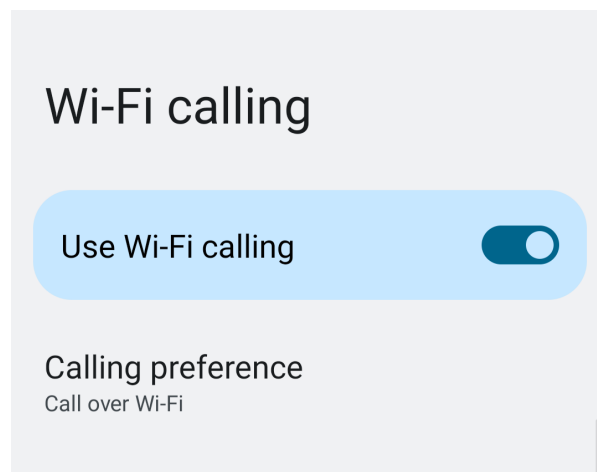 Wi-Fi calling
Use Wi-Fi calling
Calling preference
Call over Wi-Fi